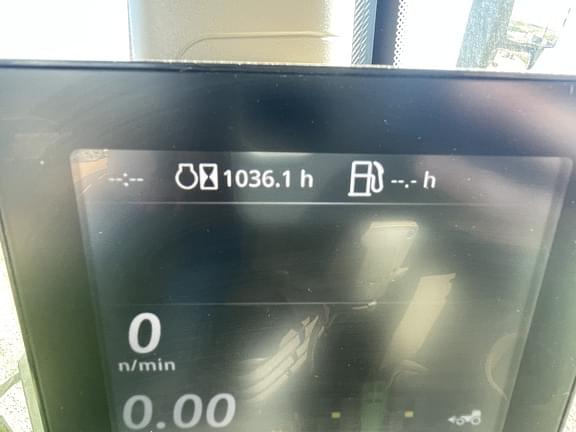 --:-- 1036.1 h --.- h
0
n/min
0.00